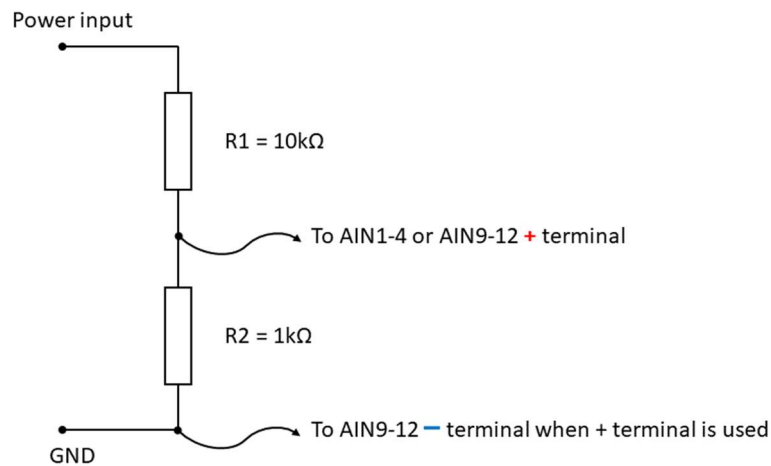 Power input
R1 = 10kΩ
To AIN1-4 or AIN9-12 + terminal
R2 = 1kΩ
To AIN9-12 − terminal when + terminal is used
GND